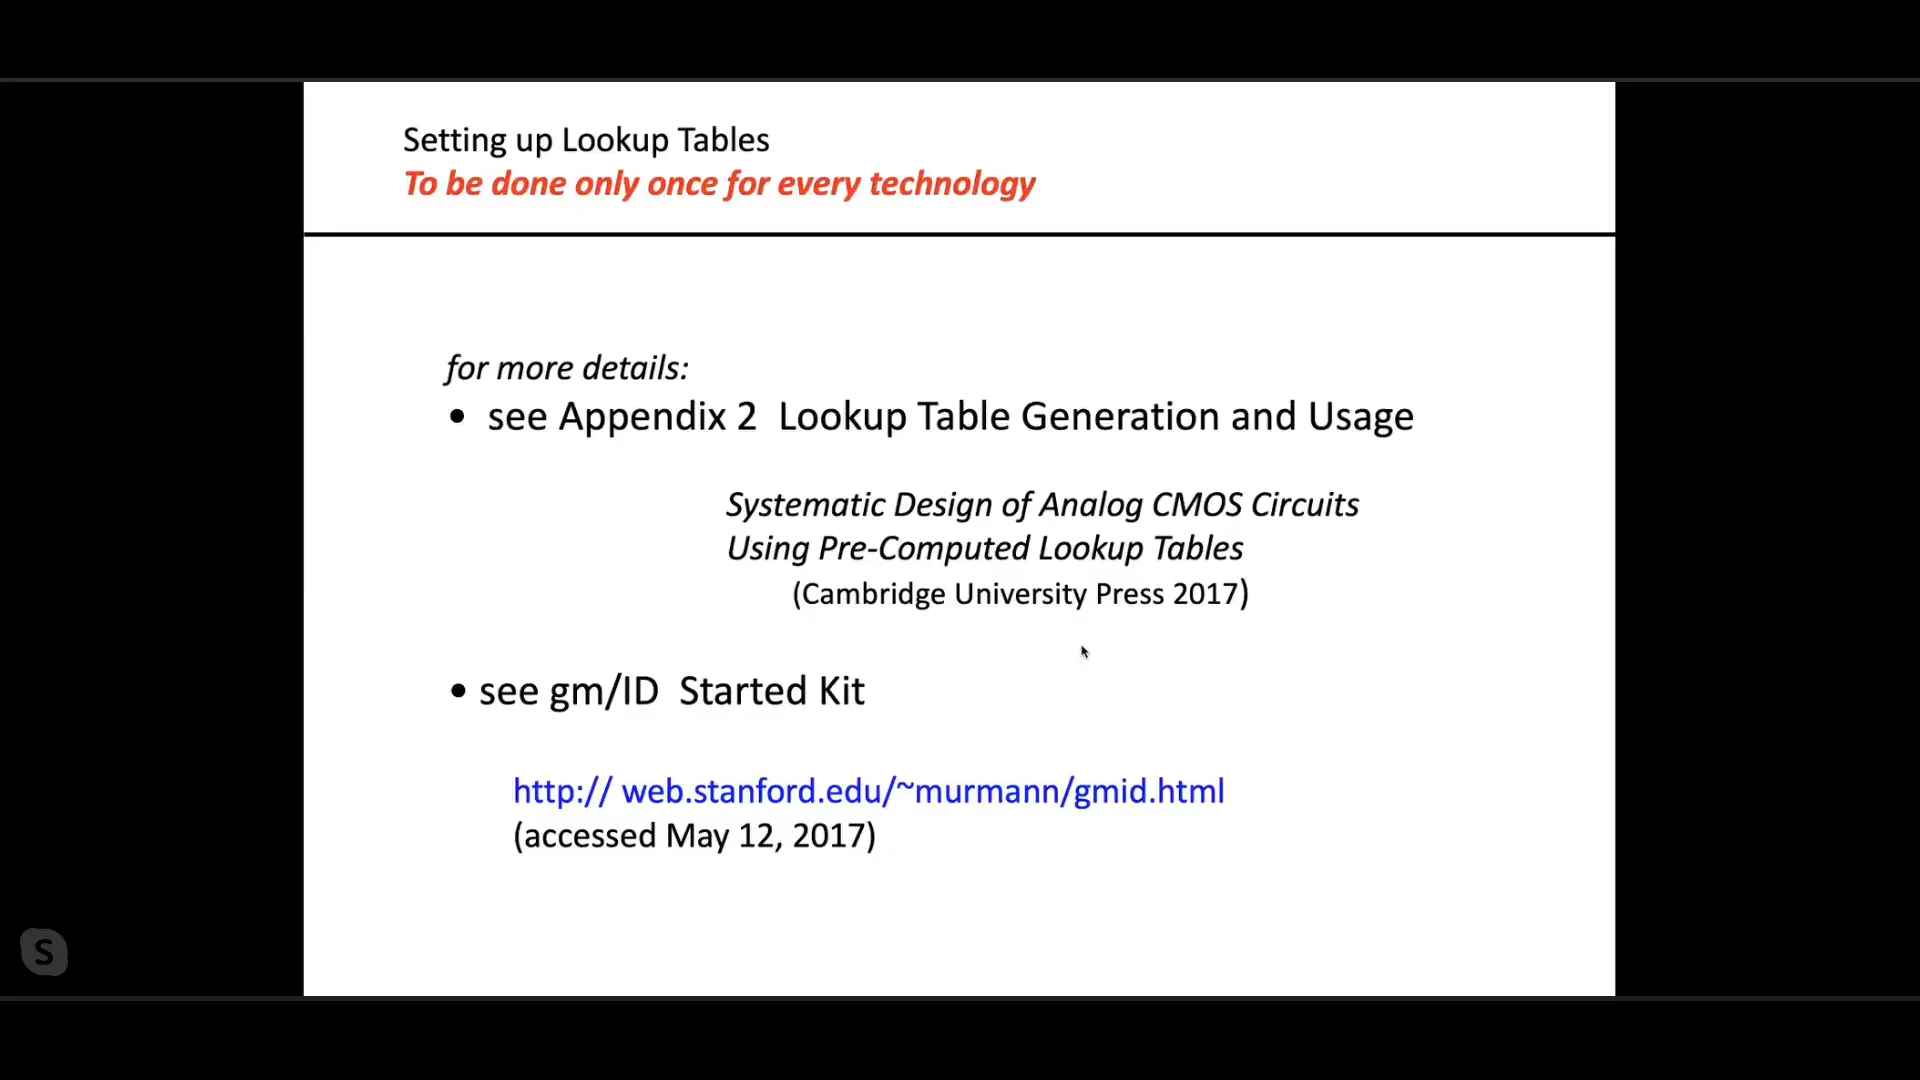 Setting up Lookup Tables
To be done only once for every technology
for more details:
• see Appendix 2 Lookup Table Generation and Usage
Systematic Design of Analog CMOS Circuits
Using Pre-Computed Lookup Tables
(Cambridge University Press 2017)
• see gm/ID Started Kit
http:// web.stanford.edu/~murmann/gmid.html
(accessed May 12, 2017)
S